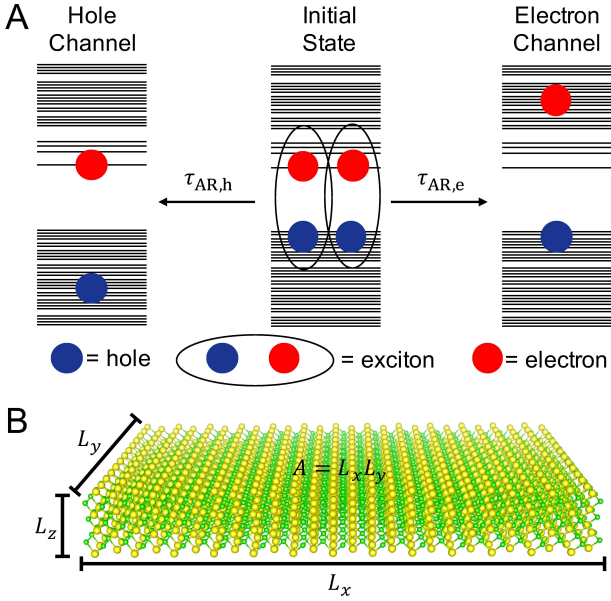 A
Hole
Channel
Initial
State
Electron
Channel
τAR,h
τAR,e
= hole
= exciton
= electron
B
Ly
A = LxLy
Lz
Lx